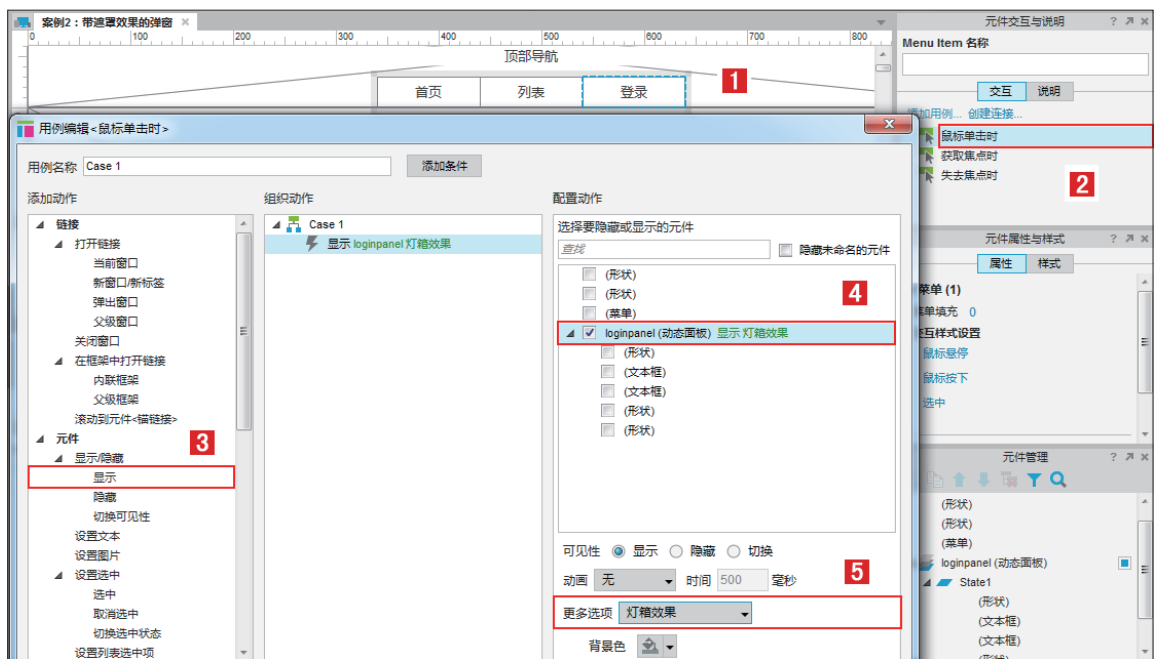 案例2：带遮罩效果的弹窗 ×
0 100 200 300 400 500 600 700 800
顶部导航
首页 列表 登录
1
元件交互与说明 ?
Menu Item 名称
交互 说明
用例... 创建连接...
鼠标单击时
获取焦点时
失去焦点时
2
元件属性与样式 ?
属性 样式
菜单 (1)
单填充 0
互样式设置
鼠标悬停
鼠标按下
选中
元件管理 ?
(形状)
(形状)
(菜单)
loginpanel (动态面板)
State1
(形状)
(文本框)
(文本框)
用例编辑<鼠标单击时>
用例名称 Case 1 添加条件
添加动作
链接
打开链接
当前窗口
新窗口/新标签
弹出窗口
父级窗口
关闭窗口
在框架中打开链接
内联框架
父级框架
滚动到元件<锚链接>
元件
3
显示/隐藏
显示
隐藏
切换可见性
设置文本
设置图片
设置选中
选中
取消选中
切换选中状态
设置列表选中项
组织动作
Case 1
显示 loginpanel 灯箱效果
配置动作
选择要隐藏或显示的元件
查找 隐藏未命名的元件
(形状)
(形状)
(菜单)
4
loginpanel (动态面板) 显示 灯箱效果
(形状)
(文本框)
(文本框)
(形状)
(形状)
可见性 显示 隐藏 切换
动画 无 时间 500 毫秒
5
更多选项 灯箱效果
背景色